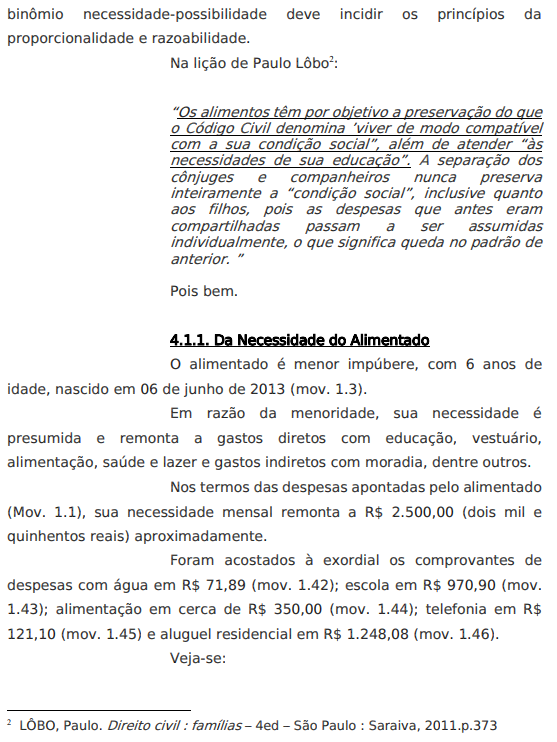 binômio necessidade-possibilidade deve incidir os princípios da
proporcionalidade e razoabilidade.
Na lição de Paulo Lôbo²:
“Os alimentos têm por objetivo a preservação do que
o Código Civil denomina ‘viver de modo compatível
com a sua condição social”, além de atender “às
necessidades de sua educação”. A separação dos
cônjuges e companheiros nunca preserva
inteiramente a “condição social”, inclusive quanto
aos filhos, pois as despesas que antes eram
compartilhadas passam a ser assumidas
individualmente, o que significa queda no padrão de
anterior. ”
Pois bem.
4.1.1. Da Necessidade do Alimentado
O alimentado é menor impúbere, com 6 anos de
idade, nascido em 06 de junho de 2013 (mov. 1.3).
Em razão da menoridade, sua necessidade é
presumida e remonta a gastos diretos com educação, vestuário,
alimentação, saúde e lazer e gastos indiretos com moradia, dentre outros.
Nos termos das despesas apontadas pelo alimentado
(Mov. 1.1), sua necessidade mensal remonta a R$ 2.500,00 (dois mil e
quinhentos reais) aproximadamente.
Foram acostados à exordial os comprovantes de
despesas com água em R$ 71,89 (mov. 1.42); escola em R$ 970,90 (mov.
1.43); alimentação em cerca de R$ 350,00 (mov. 1.44); telefonia em R$
121,10 (mov. 1.45) e aluguel residencial em R$ 1.248,08 (mov. 1.46).
Veja-se:
² LÔBO, Paulo. Direito civil : famílias – 4ed – São Paulo : Saraiva, 2011.p.373